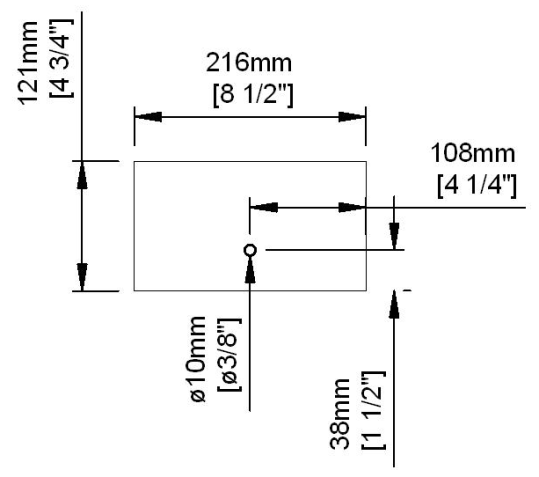 121mm
[4 3/4"]
216mm
[8 1/2"]
108mm
[4 1/4"]
ø10mm
[ø3/8"]
38mm
[1 1/2"]